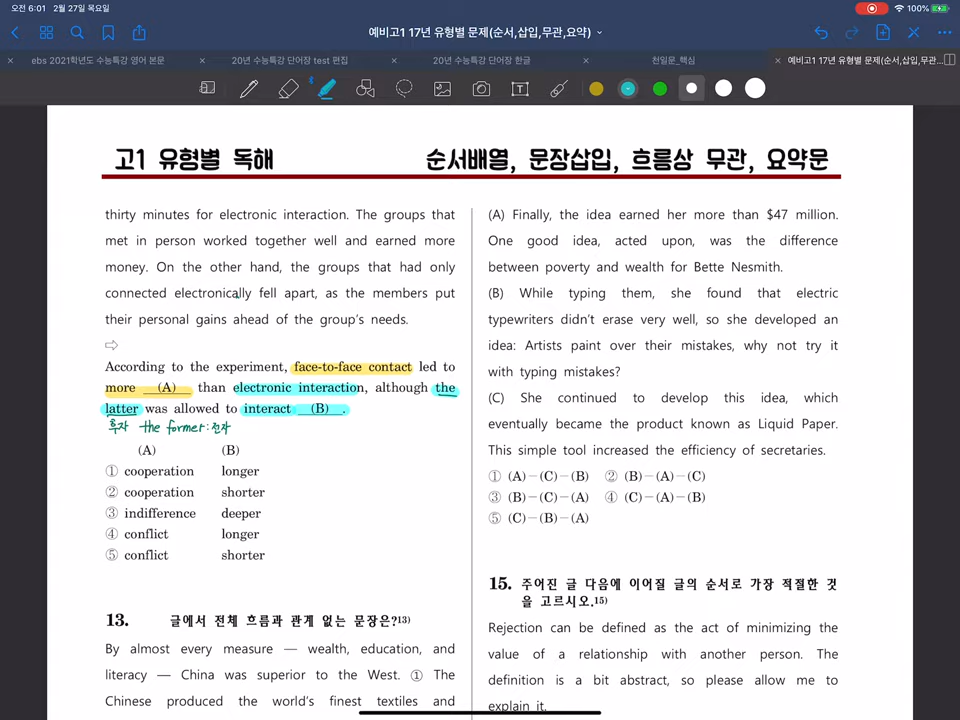 오전 6:01 2월 27일 목요일
100%
예비고1 17년 유형별 문제(순서,삽입,무관,요약)
ebs 2021학년도 수능특강 영어 본문
20년 수능특강 단어장 test 편집
20년 수능특강 단어장 한글
천일문_핵심
예비고1 17년 유형별 문제(순서,삽입,무관,...
고1 유형별 독해
순서배열, 문장삽입, 흐름상 무관, 요약문
thirty minutes for electronic interaction. The groups that
met in person worked together well and earned more
money. On the other hand, the groups that had only
connected electronically fell apart, as the members put
their personal gains ahead of the group's needs.
⇨
According to the experiment, face-to-face contact led to
more (A) than electronic interaction, although the
latter was allowed to interact (B) .
후자 the former : 전자
(A) (B)
① cooperation longer
② cooperation shorter
③ indifference deeper
④ conflict longer
⑤ conflict shorter
13. 글에서 전체 흐름과 관계 없는 문장은?13)
By almost every measure — wealth, education, and
literacy — China was superior to the West. ① The
Chinese produced the world's finest textiles and
(A) Finally, the idea earned her more than $47 million.
One good idea, acted upon, was the difference
between poverty and wealth for Bette Nesmith.
(B) While typing them, she found that electric
typewriters didn't erase very well, so she developed an
idea: Artists paint over their mistakes, why not try it
with typing mistakes?
(C) She continued to develop this idea, which
eventually became the product known as Liquid Paper.
This simple tool increased the efficiency of secretaries.
① (A)-(C)-(B) ② (B)-(A)-(C)
③ (B)-(C)-(A) ④ (C)-(A)-(B)
⑤ (C)-(B)-(A)
15. 주어진 글 다음에 이어질 글의 순서로 가장 적절한 것
을 고르시오.15)
Rejection can be defined as the act of minimizing the
value of a relationship with another person. The
definition is a bit abstract, so please allow me to
explain it.